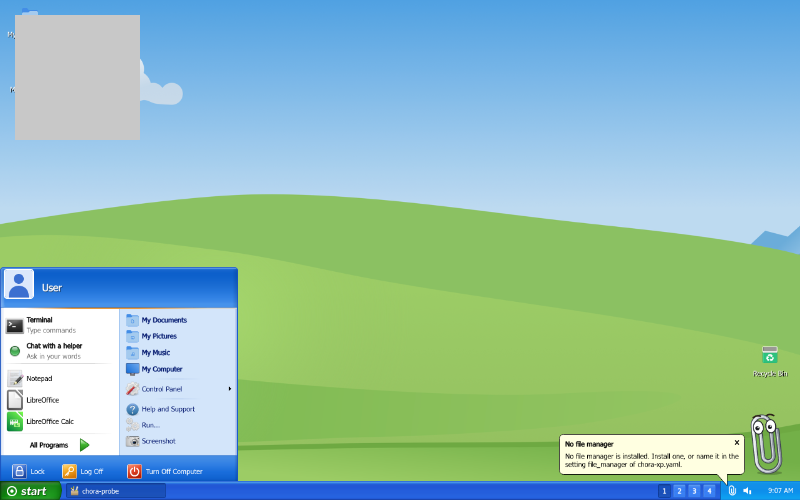 My
User
Terminal
Type commands
Chat with a helper
Ask in your words
Notepad
LibreOffice
LibreOffice Calc
All Programs
My Documents
My Pictures
My Music
My Computer
Control Panel
Help and Support
Run...
Screenshot
Lock
Log Off
Turn Off Computer
Recycle Bin
No file manager
No file manager is installed. Install one, or name it in the
setting file_manager of chora-xp.yaml.
start
chora-probe
1 2 3 4
9:07 AM